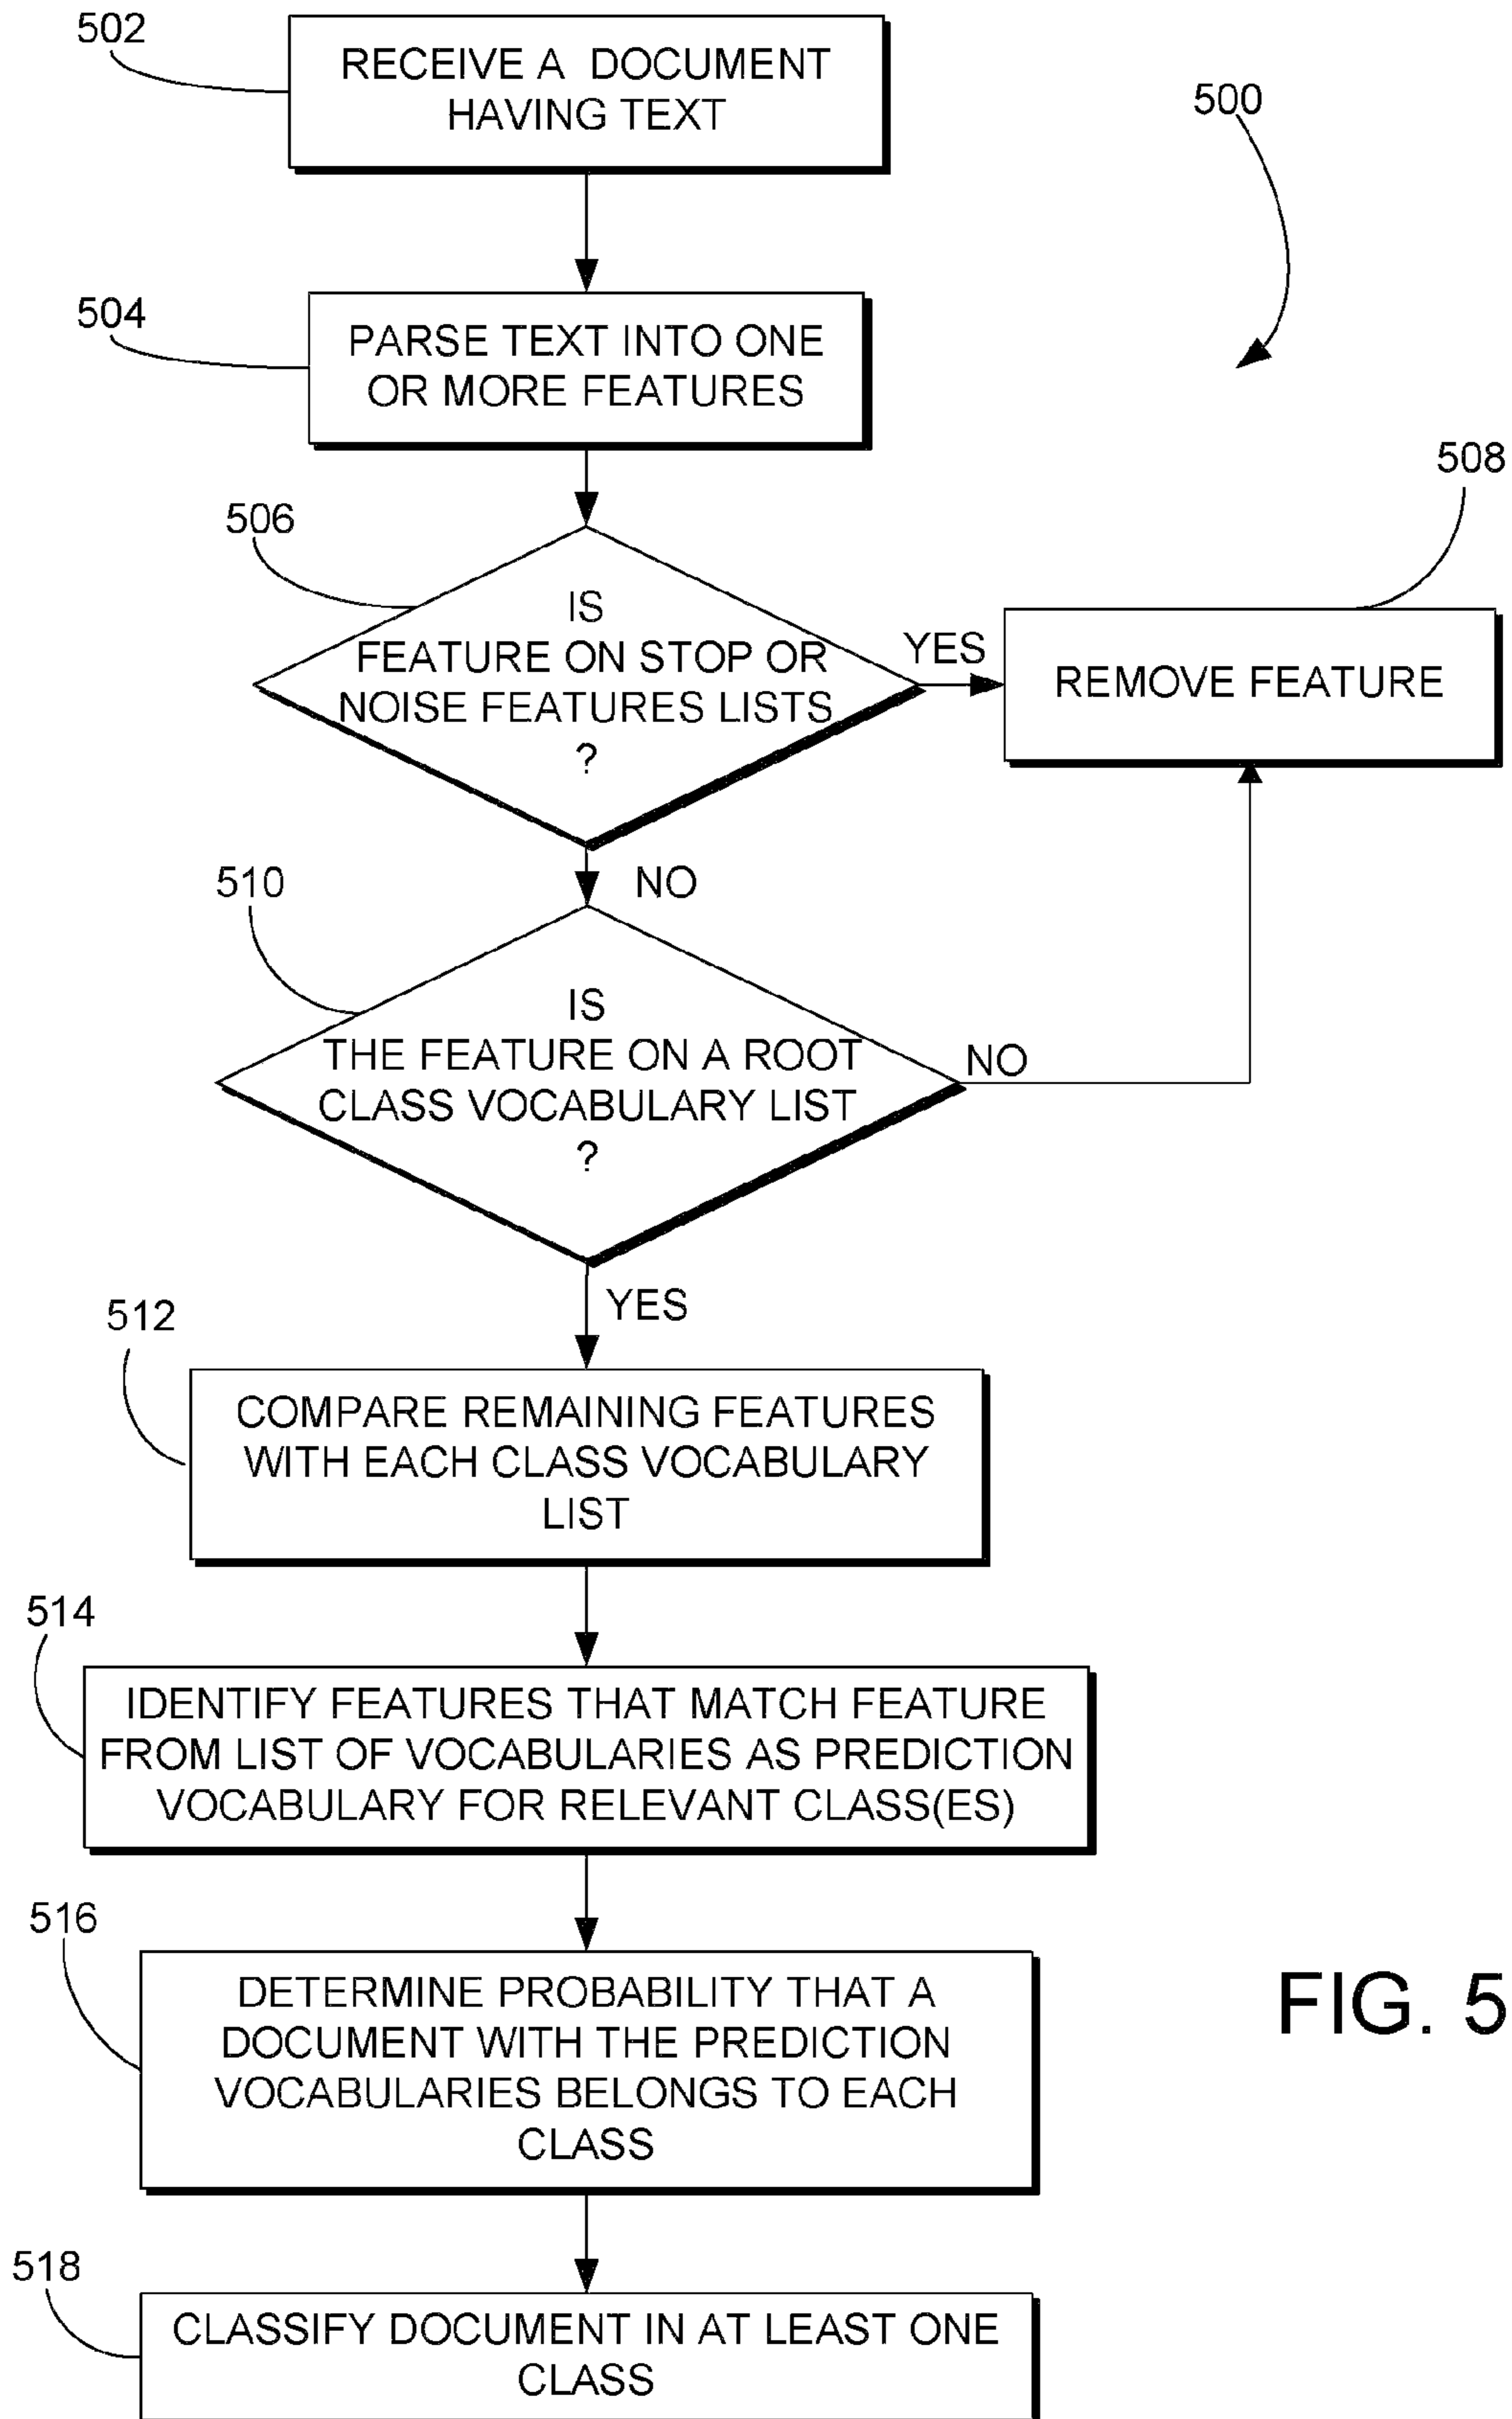 502
RECEIVE A DOCUMENT
HAVING TEXT
500
504
PARSE TEXT INTO ONE
OR MORE FEATURES
508
506
IS
FEATURE ON STOP OR
NOISE FEATURES LISTS
?
YES
REMOVE FEATURE
NO
510
IS
THE FEATURE ON A ROOT
CLASS VOCABULARY LIST
?
NO
YES
512
COMPARE REMAINING FEATURES
WITH EACH CLASS VOCABULARY
LIST
514
IDENTIFY FEATURES THAT MATCH FEATURE
FROM LIST OF VOCABULARIES AS PREDICTION
VOCABULARY FOR RELEVANT CLASS(ES)
516
DETERMINE PROBABILITY THAT A
DOCUMENT WITH THE PREDICTION
VOCABULARIES BELONGS TO EACH
CLASS
FIG. 5
518
CLASSIFY DOCUMENT IN AT LEAST ONE
CLASS